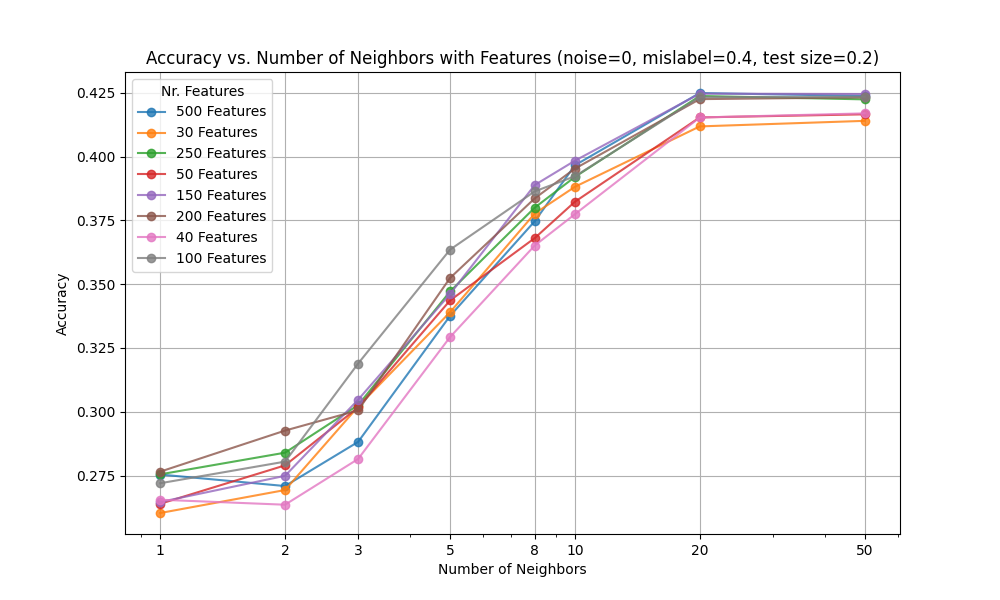 Accuracy vs. Number of Neighbors with Features (noise=0, mislabel=0.4, test size=0.2)
Nr. Features
500 Features
30 Features
250 Features
50 Features
150 Features
200 Features
40 Features
100 Features
0.425
0.400
0.375
0.350
0.325
0.300
0.275
Accuracy
1 2 3 5 8 10 20 50
Number of Neighbors